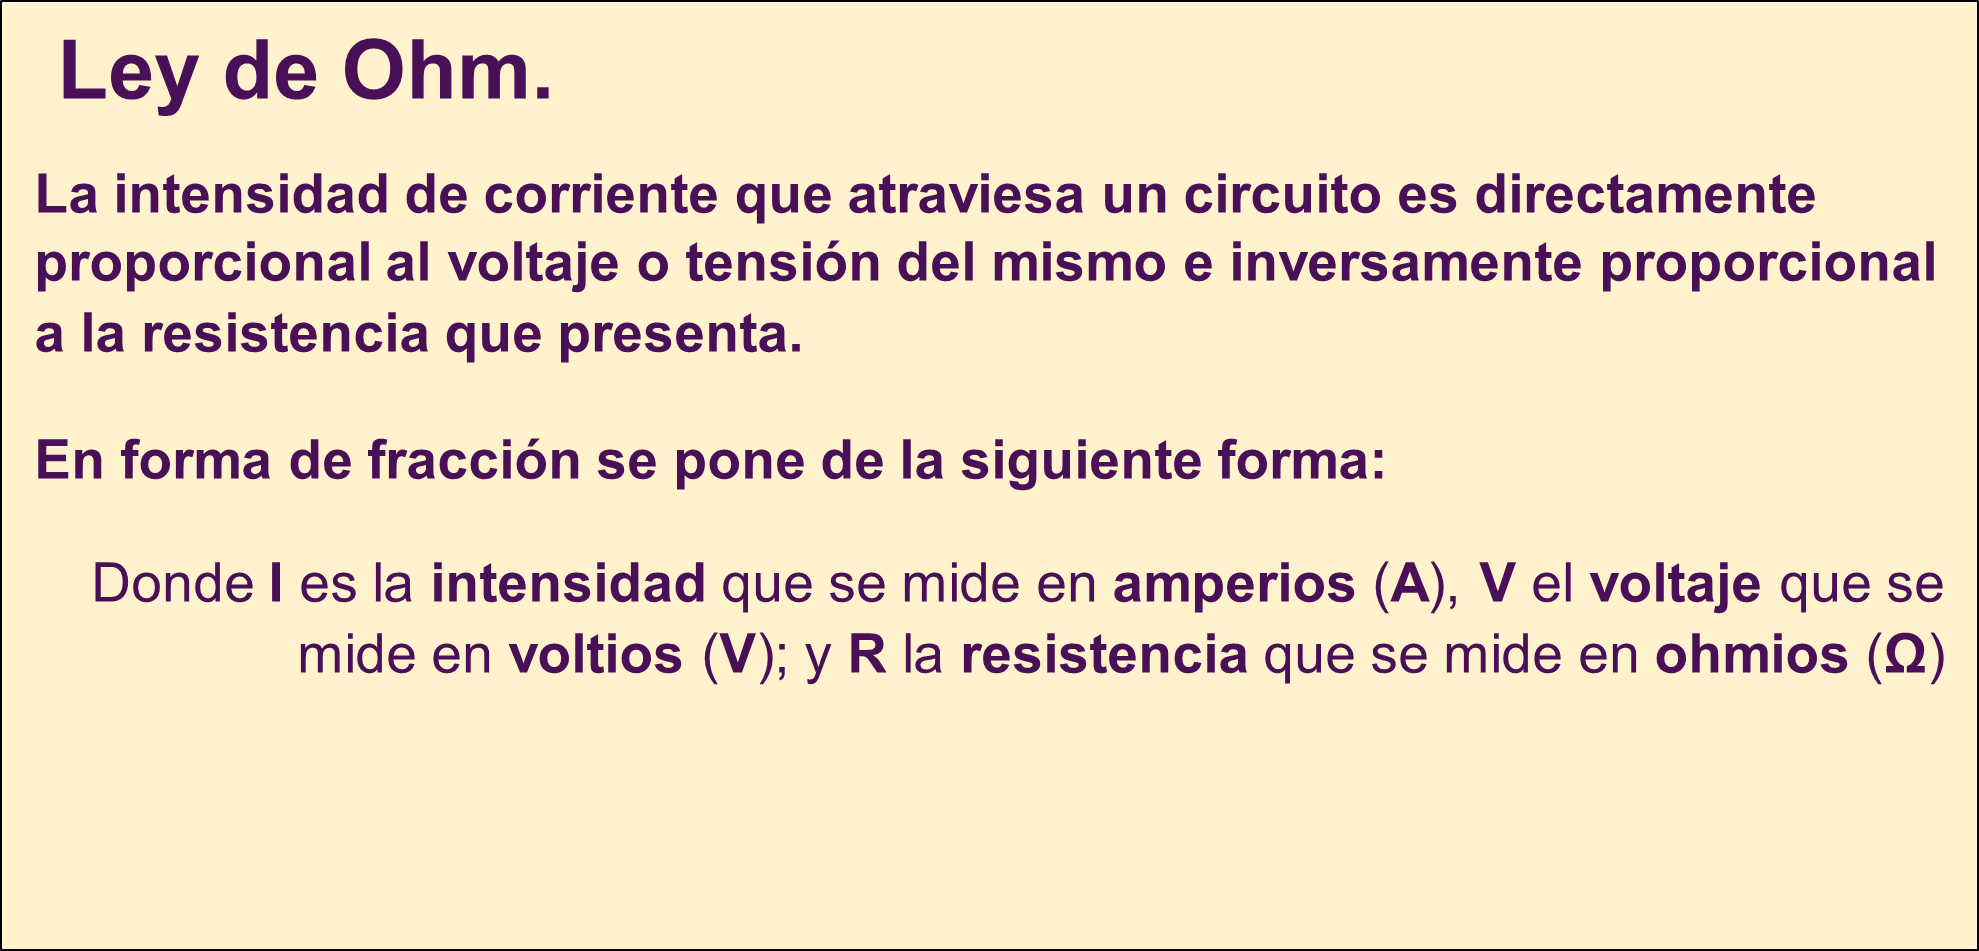 Ley de Ohm.
La intensidad de corriente que atraviesa un circuito es directamente
proporcional al voltaje o tensión del mismo e inversamente proporcional
a la resistencia que presenta.
En forma de fracción se pone de la siguiente forma:
Donde I es la intensidad que se mide en amperios (A), V el voltaje que se
mide en voltios (V); y R la resistencia que se mide en ohmios (Ω)